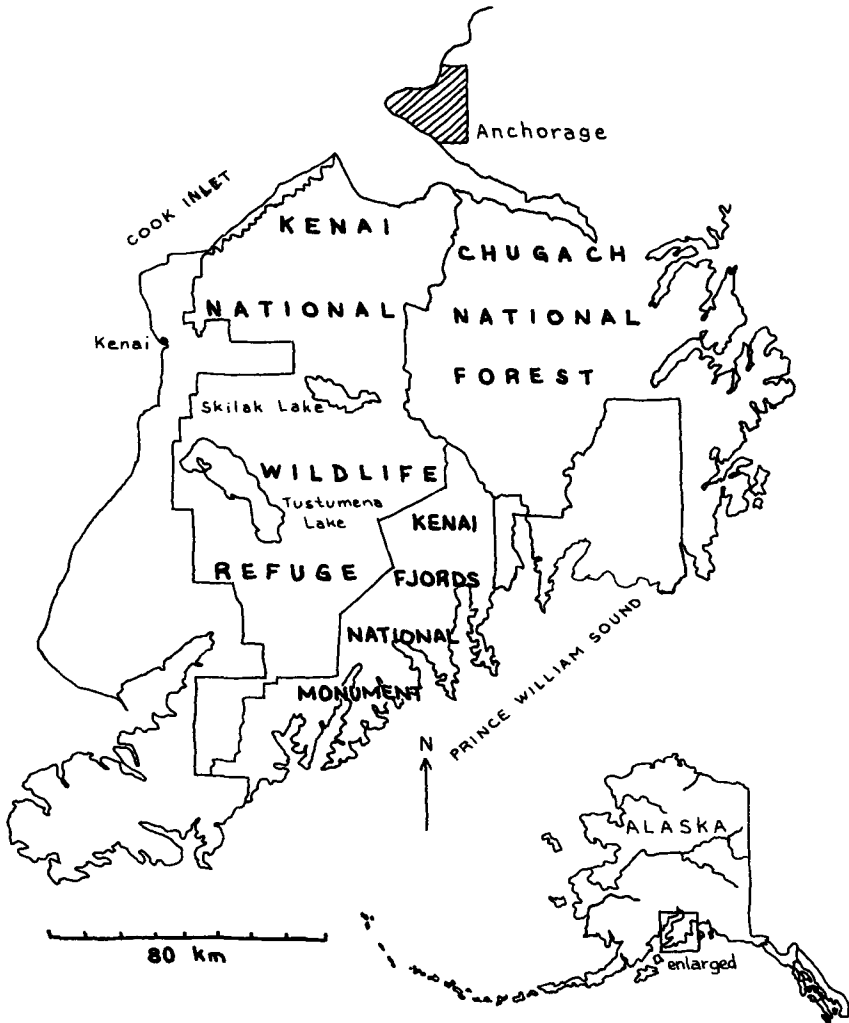 Anchorage
COOK INLET
KENAI
NATIONAL
WILDLIFE
REFUGE
CHUGACH
NATIONAL
FOREST
Kenai
Skilak Lake
Tustumena
Lake
KENAI
FJORDS
NATIONAL
MONUMENT
PRINCE WILLIAM SOUND
N
ALASKA
enlarged
80 km